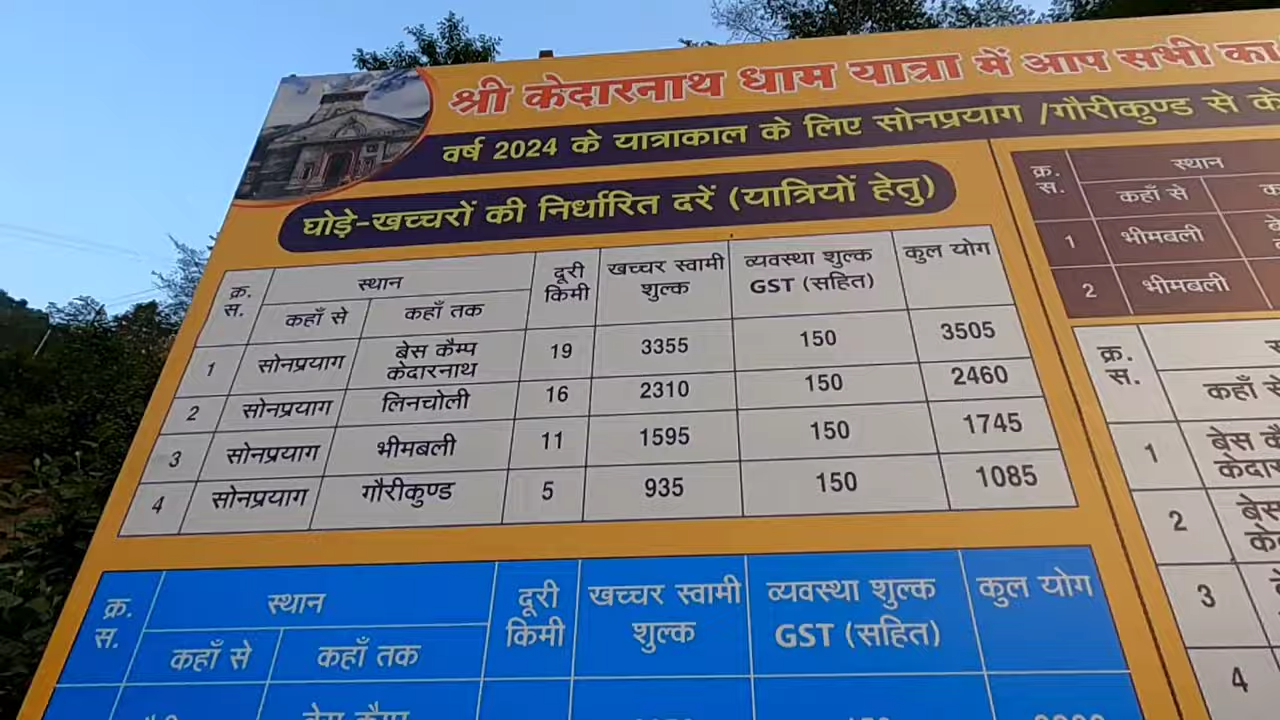 श्री केदारनाथ धाम यात्रा में आप सभी का
वर्ष 2024 के यात्राकाल के लिए सोनप्रयाग /गौरीकुण्ड से के
घोड़े-खच्चरों की निर्धारित दरें (यात्रियों हेतु)
क्र. स. स्थान दूरी किमी खच्चर स्वामी शुल्क व्यवस्था शुल्क GST (सहित) कुल योग
कहाँ से कहाँ तक
1 सोनप्रयाग बेस कैम्प केदारनाथ 19 3355 150 3505
2 सोनप्रयाग लिनचोली 16 2310 150 2460
3 सोनप्रयाग भीमबली 11 1595 150 1745
4 सोनप्रयाग गौरीकुण्ड 5 935 150 1085
क्र. स. स्थान दूरी किमी खच्चर स्वामी शुल्क व्यवस्था शुल्क GST (सहित) कुल योग
कहाँ से कहाँ तक
क्र. स. स्थान
कहाँ से
1 भीमबली
2 भीमबली
क्र. स.
कहाँ से
1 बेस
2 बेस
3
4